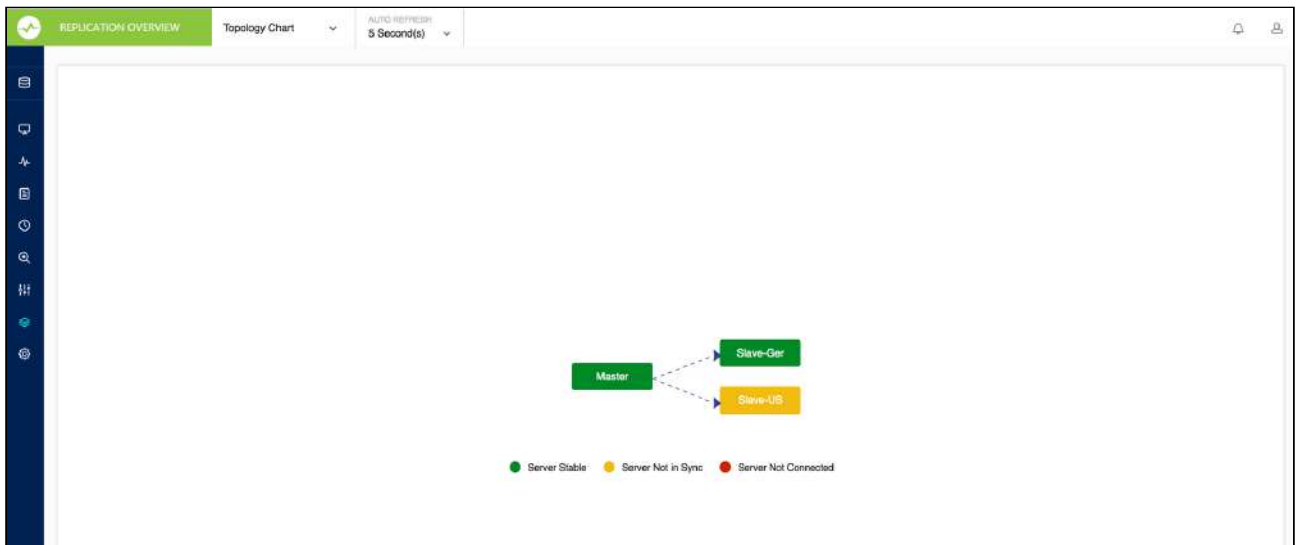 REPLICATION OVERVIEW
Topology Chart
AUTO REFRESH
5 Second(s)
Slave-Ger
Master
Slave-US
Server Stable
Server Not in Sync
Server Not Connected